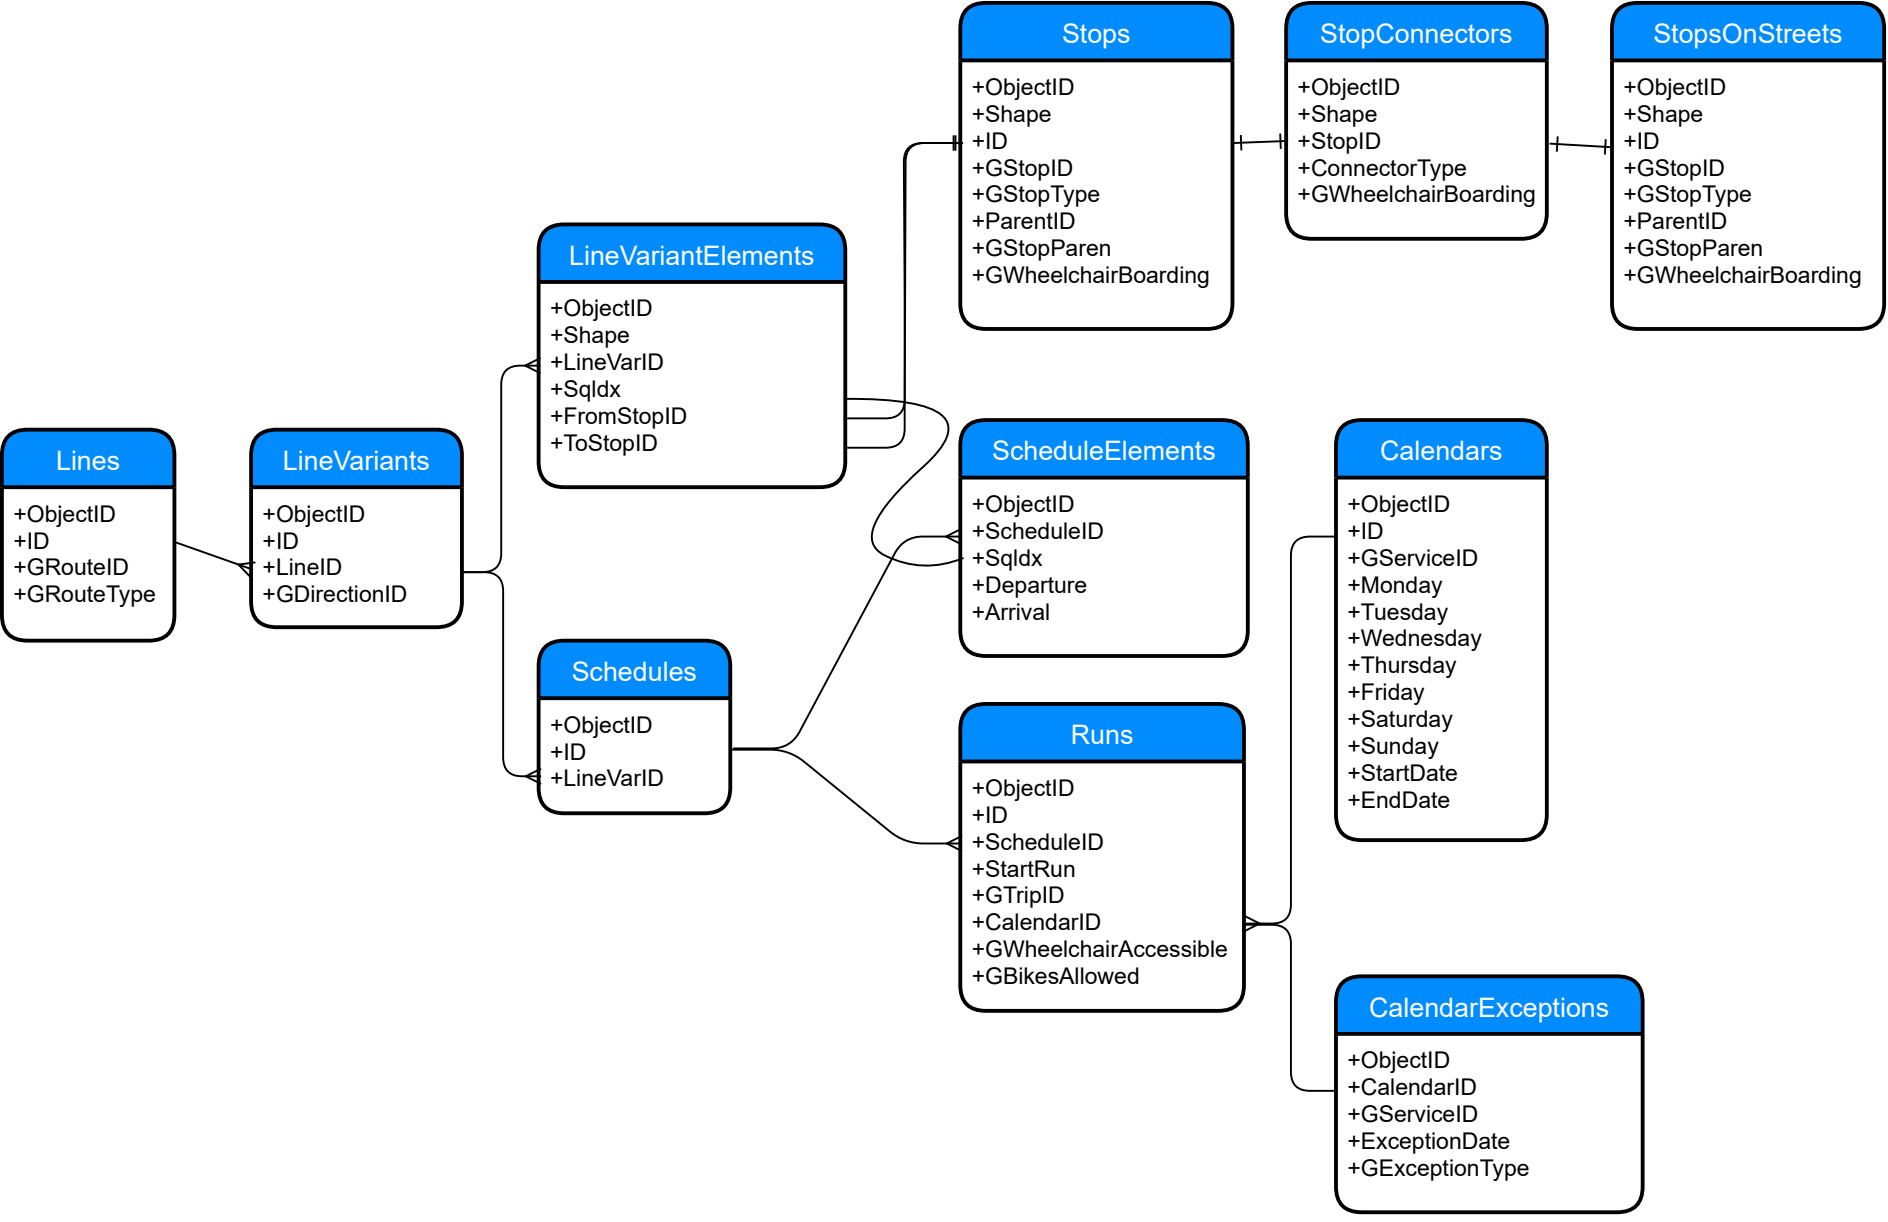 Stops
+ObjectID
+Shape
+ID
+GStopID
+GStopType
+ParentID
+GStopParen
+GWheelchairBoarding
StopConnectors
+ObjectID
+Shape
+StopID
+ConnectorType
+GWheelchairBoarding
StopsOnStreets
+ObjectID
+Shape
+ID
+GStopID
+GStopType
+ParentID
+GStopParen
+GWheelchairBoarding
LineVariantElements
+ObjectID
+Shape
+LineVarID
+SqIdx
+FromStopID
+ToStopID
Lines
+ObjectID
+ID
+GRouteID
+GRouteType
LineVariants
+ObjectID
+ID
+LineID
+GDirectionID
ScheduleElements
+ObjectID
+ScheduleID
+SqIdx
+Departure
+Arrival
Calendars
+ObjectID
+ID
+GServiceID
+Monday
+Tuesday
+Wednesday
+Thursday
+Friday
+Saturday
+Sunday
+StartDate
+EndDate
Schedules
+ObjectID
+ID
+LineVarID
Runs
+ObjectID
+ID
+ScheduleID
+StartRun
+GTripID
+CalendarID
+GWheelchairAccessible
+GBikesAllowed
CalendarExceptions
+ObjectID
+CalendarID
+GServiceID
+ExceptionDate
+GExceptionType